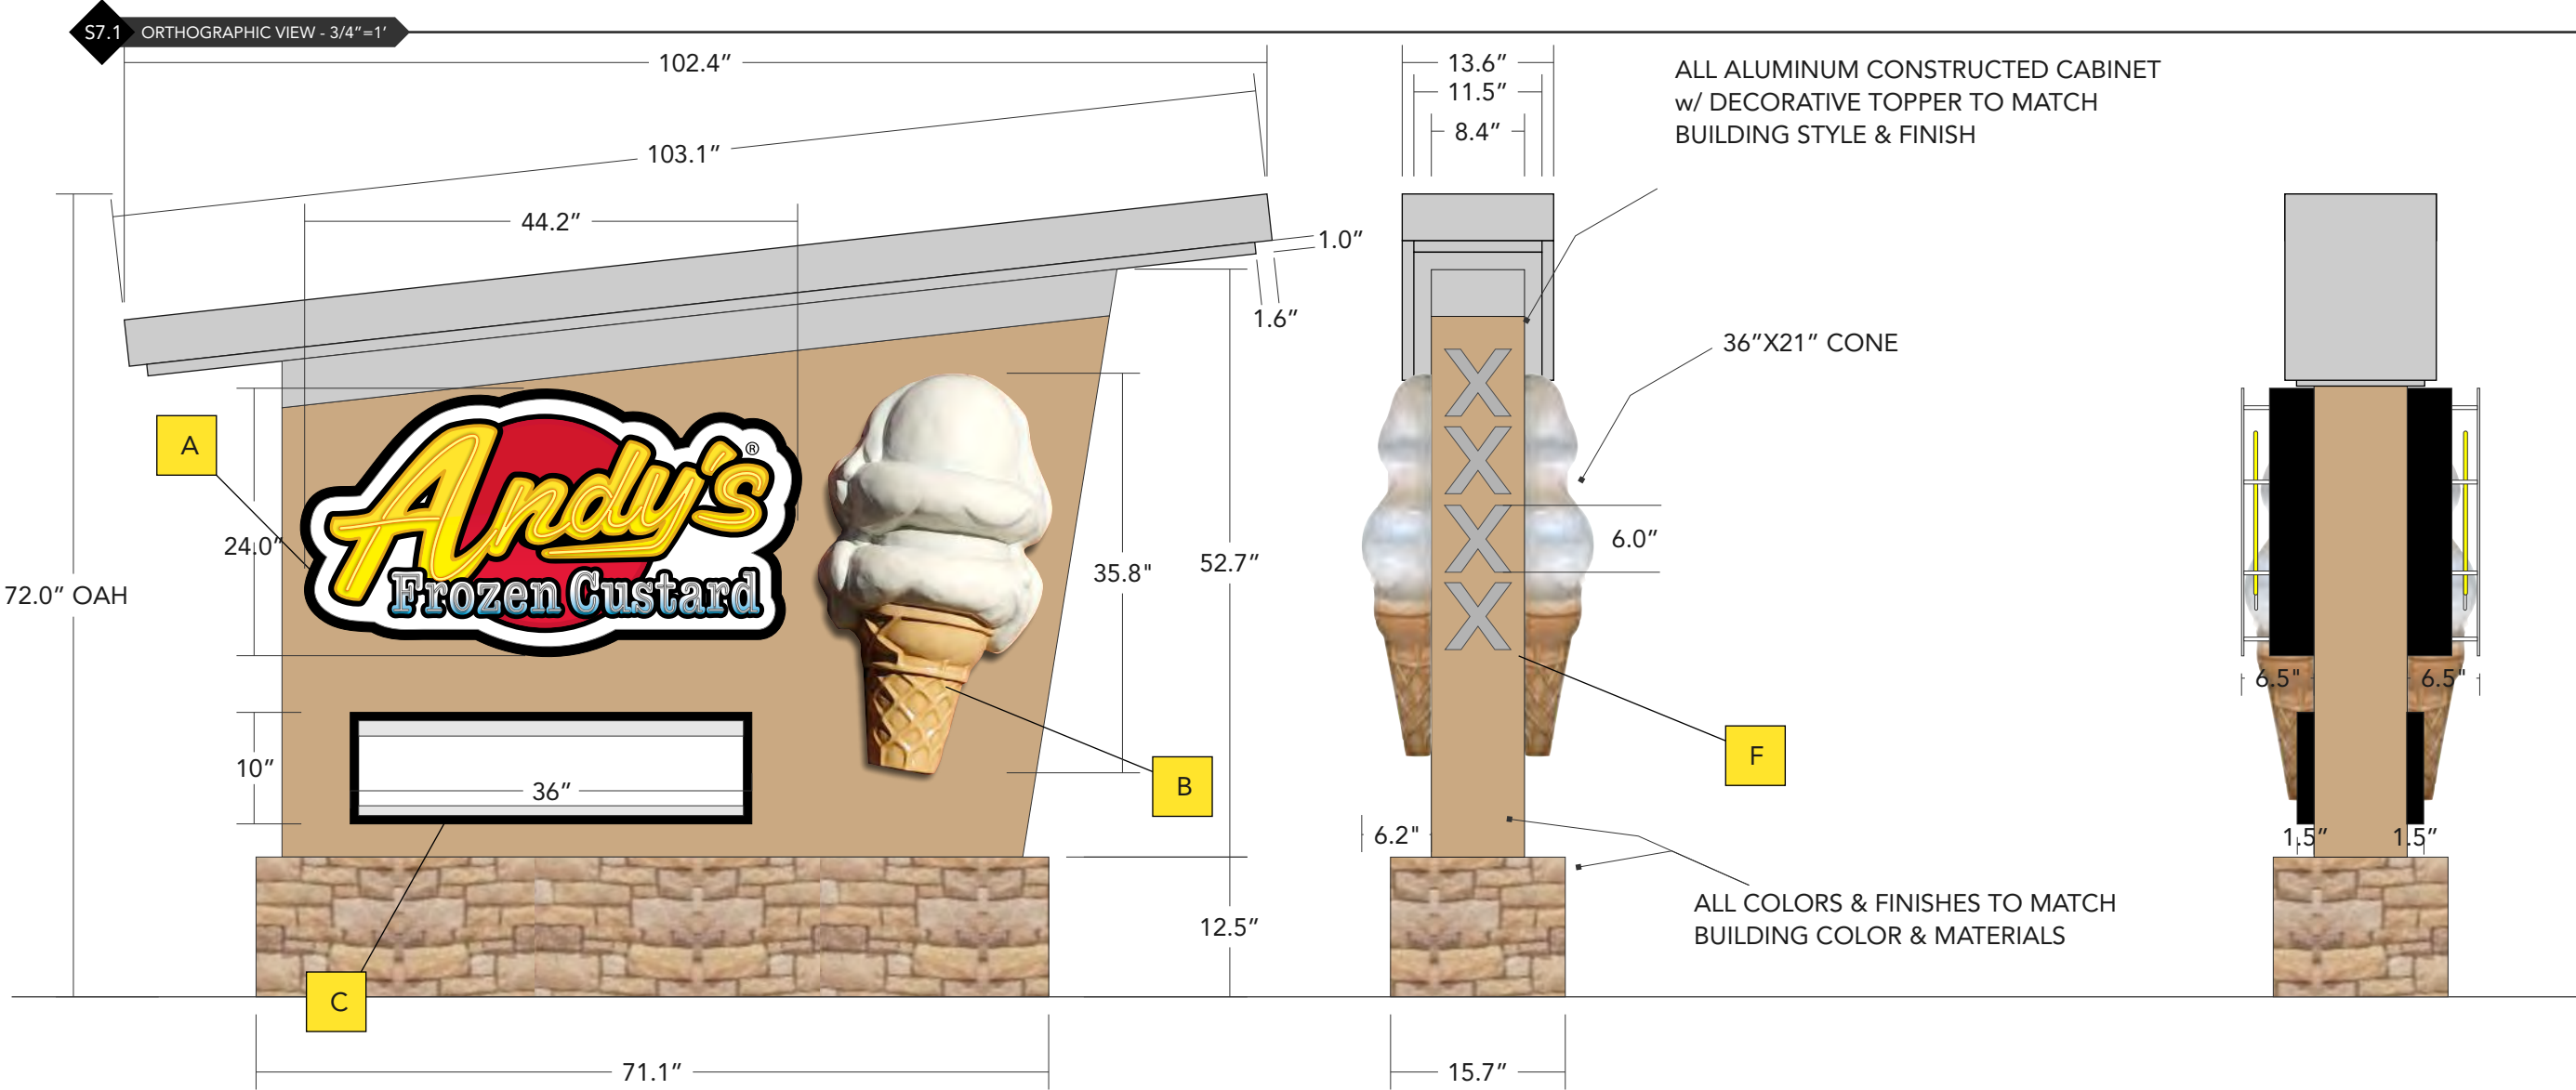 S7.1 ORTHOGRAPHIC VIEW - 3/4"=1'
102.4"
103.1"
44.2"
1.0"
1.6"
72.0" OAH
24.0"
A
Andy's®
Frozen Custard
35.8"
52.7"
10"
36"
B
C
12.5"
71.1"
13.6"
11.5"
8.4"
ALL ALUMINUM CONSTRUCTED CABINET
w/ DECORATIVE TOPPER TO MATCH
BUILDING STYLE & FINISH
36"X21" CONE
X
X
X
X
6.0"
F
6.2"
ALL COLORS & FINISHES TO MATCH
BUILDING COLOR & MATERIALS
15.7"
6.5" 6.5"
1.5" 1.5"